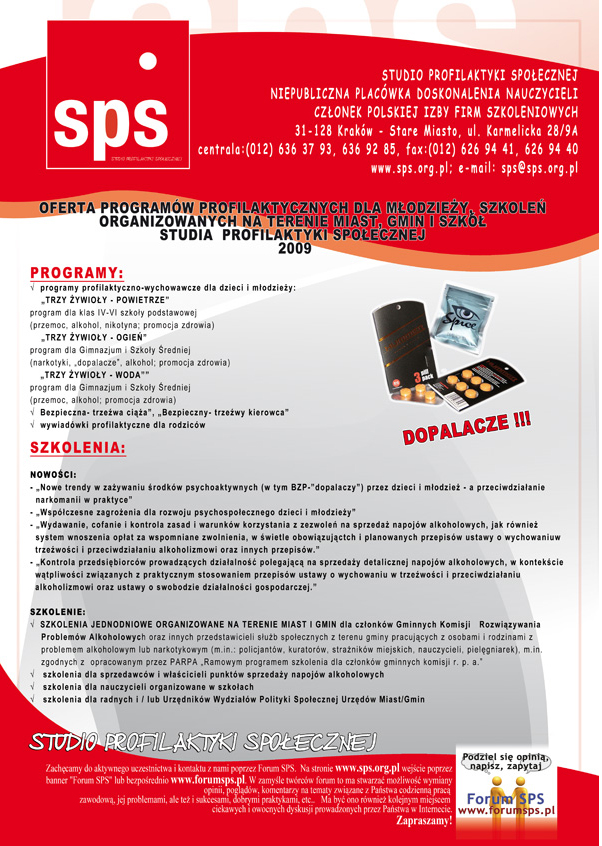 sps
STUDIO PROFILAKTYKI SPOŁECZNEJ
STUDIO PROFILAKTYKI SPOŁECZNEJ
NIEPUBLICZNA PLACÓWKA DOSKONALENIA NAUCZYCIELI
CZŁONEK POLSKIEJ IZBY FIRM SZKOLENIOWYCH
31-128 Kraków - Stare Miasto, ul. Karmelicka 28/9A
centrala:(012) 636 37 93, 636 92 85, fax:(012) 626 94 41, 626 94 40
www.sps.org.pl; e-mail: sps@sps.org.pl
OFERTA PROGRAMÓW PROFILAKTYCZNYCH DLA MŁODZIEŻY, SZKOLEŃ
ORGANIZOWANYCH NA TERENIE MIAST, GMIN I SZKÓŁ
STUDIA PROFILAKTYKI SPOŁECZNEJ
2009
PROGRAMY:
√ programy profilaktyczno-wychowawcze dla dzieci i młodzieży:
„TRZY ŻYWIOŁY - POWIETRZE”
program dla klas IV-VI szkoły podstawowej
(przemoc, alkohol, nikotyna; promocja zdrowia)
„TRZY ŻYWIOŁY - OGIEŃ”
program dla Gimnazjum i Szkoły Średniej
(narkotyki, „dopalacze”, alkohol; promocja zdrowia)
„TRZY ŻYWIOŁY - WODA””
program dla Gimnazjum i Szkoły Średniej
(przemoc, alkohol; promocja zdrowia)
√ Bezpieczna- trzeźwa ciąża”, „Bezpieczny- trzeźwy kierowca”
√ wywiadówki profilaktyczne dla rodziców
Spice
3 pill pack
DOPALACZE !!!
SZKOLENIA:
NOWOŚCI:
- „Nowe trendy w zażywaniu środków psychoaktywnych (w tym BZP-”dopalaczy”) przez dzieci i młodzież - a przeciwdziałanie
narkomanii w praktyce”
- „Współczesne zagrożenia dla rozwoju psychospołecznego dzieci i młodzieży”
- „Wydawanie, cofanie i kontrola zasad i warunków korzystania z zezwoleń na sprzedaż napojów alkoholowych, jak również
system wnoszenia opłat za wspomniane zwolnienia, w świetle obowiązujątch i planowanych przepisów ustawy o wychowaniuw
trzeźwości i przeciwdziałaniu alkoholizmowi oraz innych przepisów.”
- „Kontrola przedsiębiorców prowadzących działalność polegającą na sprzedaży detalicznej napojów alkoholowych, w kontekście
wątpliwości związanych z praktycznym stosowaniem przepisów ustawy o wychowaniu w trzeźwości i przeciwdziałaniu
alkoholizmowi oraz ustawy o swobodzie działalności gospodarczej.”
SZKOLENIE:
√ SZKOLENIA JEDNODNIOWE ORGANIZOWANE NA TERENIE MIAST I GMIN dla członków Gminnych Komisji Rozwiązywania
Problemów Alkoholowych oraz innych przedstawicieli służb społecznych z terenu gminy pracujących z osobami i rodzinami z
problemem alkoholowym lub narkotykowym (m.in.: policjantów, kuratorów, strażników miejskich, nauczycieli, pielęgniarek), m.in.
zgodnych z opracowanym przez PARPA „Ramowym programem szkolenia dla członków gminnych komisji r. p. a.”
√ szkolenia dla sprzedawców i właścicieli punktów sprzedaży napojów alkoholowych
√ szkolenia dla nauczycieli organizowane w szkołach
√ szkolenia dla radnych i / lub Urzędników Wydziałów Polityki Społecznej Urzędów Miast/Gmin
STUDIO PROFILAKTYKI SPOŁECZNEJ
Zachęcamy do aktywnego uczestnictwa i kontaktu z nami poprzez Forum SPS. Na stronie www.sps.org.pl wejście poprzez
banner "Forum SPS" lub bezpośrednio www.forumsps.pl. W zamyśle twórców forum to ma stwarzać możliwość wymiany
opinii, poglądów, komentarzy na tematy związane z Państwa codzienną pracą
zawodową, jej problemami, ale też i sukcesami, dobrymi praktykami, etc.. Ma być ono również kolejnym miejscem
ciekawych i owocnych dyskusji prowadzonych przez Państwa w Internecie.
Zapraszamy!
Podziel się opinią,
napisz, zapytaj
Forum SPS
www.forumsps.pl